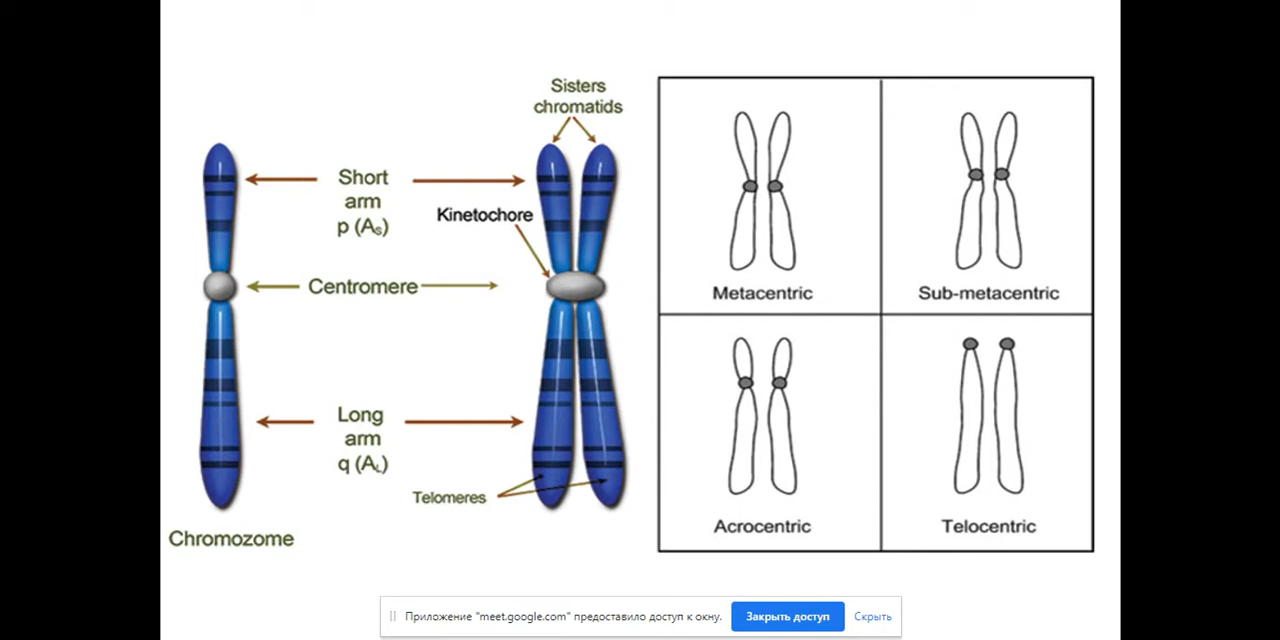 Sisters
chromatids
Short
arm
p (As)
Kinetochore
Centromere
Long
arm
q (AL)
Telomeres
Chromozome
Metacentric
Sub-metacentric
Acrocentric
Telocentric
Приложение "meet.google.com" предоставило доступ к окну.
Закрыть доступ
Скрыть